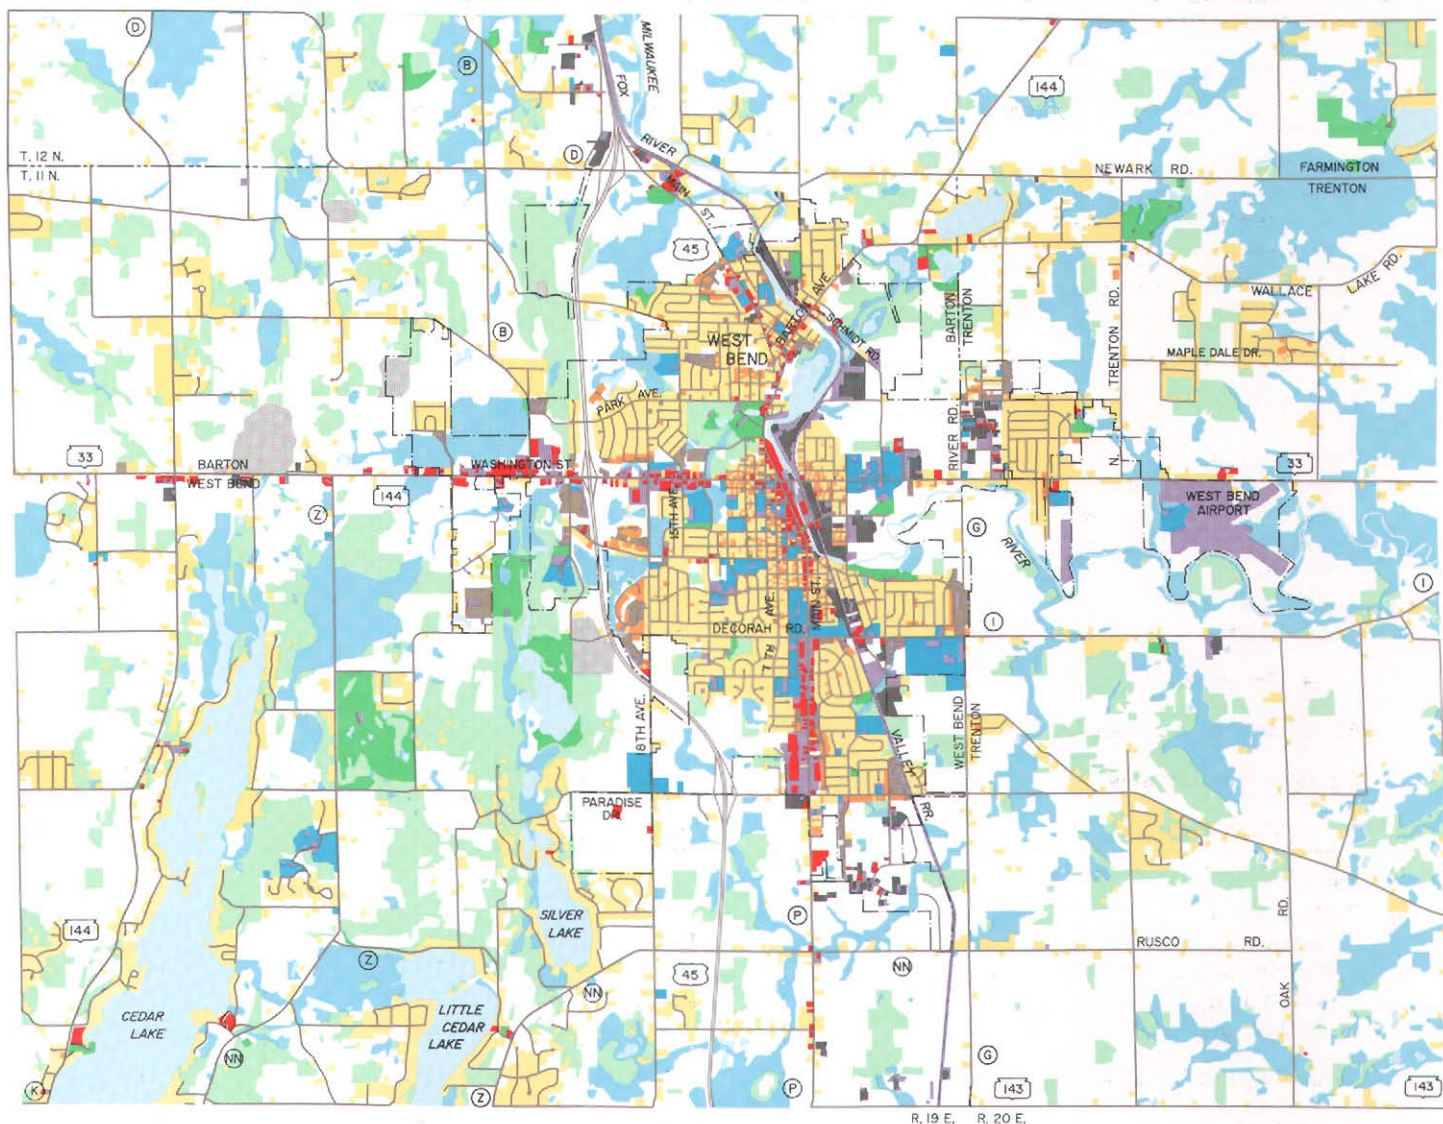 D
B
MILWAUKEE
FOX
144
RIVER
D
T. 12 N.
T. 11 N.
NEWARK RD.
FARMINGTON
TRENTON
MAIN ST.
45
WALLACE LAKE RD.
BARTON AVE.
SCHMIDT RD.
BARTON
TRENTON
TRENTON RD.
N.
B
WEST
BEND
MAPLE DALE DR.
PARK AVE.
RIVER RD.
33
BARTON
WEST BEND
WASHINGTON ST.
33
144
Z
15TH AVE.
WEST BEND
AIRPORT
G
RIVER
I
MAIN ST.
DECORAH RD.
7TH AVE.
I
18TH AVE.
VALLEY RR.
WEST BEND
TRENTON
PARADISE
DR.
144
SILVER
LAKE
P
RUSCO RD.
OAK RD.
Z
45
NN
NN
CEDAR
LAKE
LITTLE
CEDAR
LAKE
NN
G
K
Z
P
143
143
R. 19 E. R. 20 E.